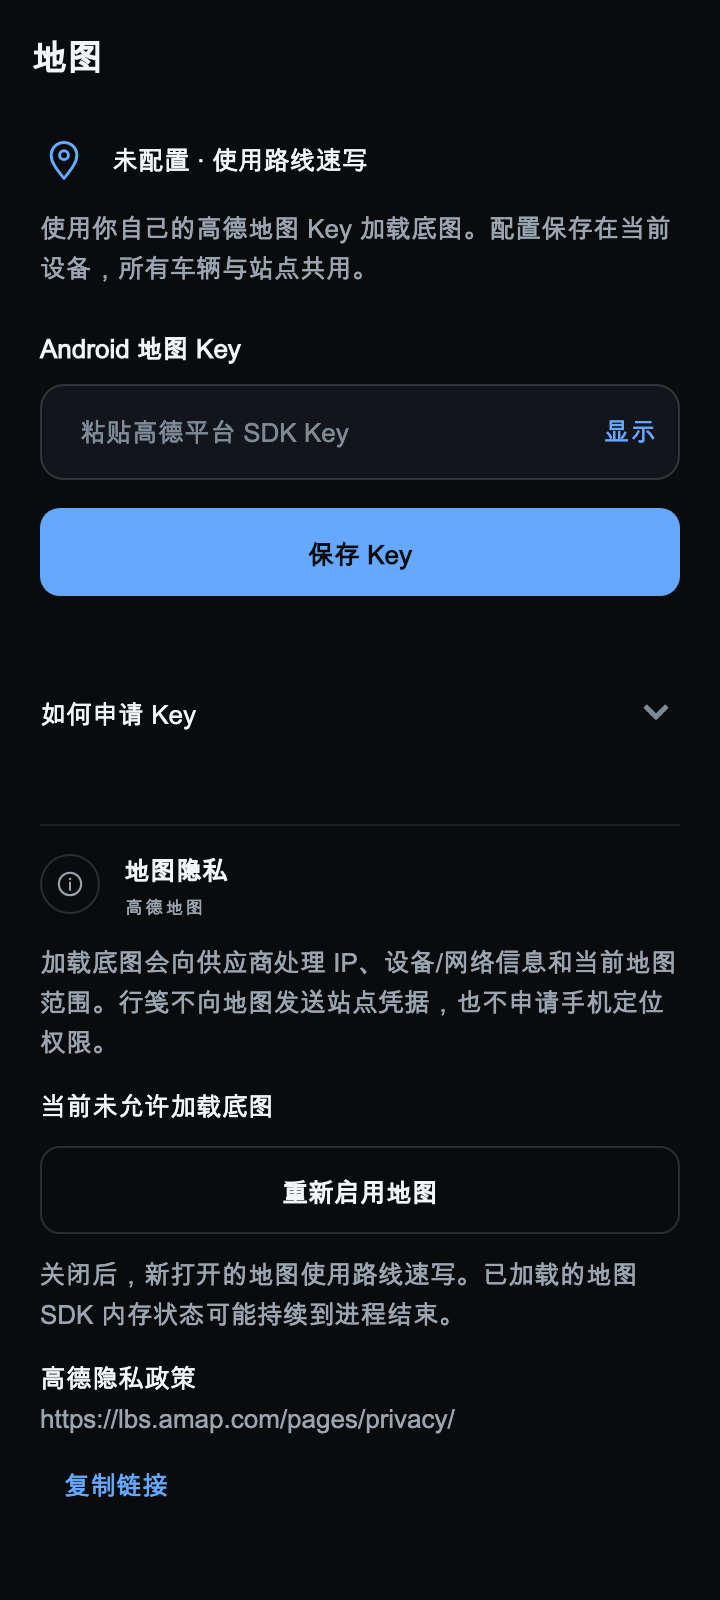 地图
未配置 · 使用路线速写
使用你自己的高德地图 Key 加载底图。配置保存在当前
设备，所有车辆与站点共用。
Android 地图 Key
粘贴高德平台 SDK Key
显示
保存 Key
如何申请 Key
地图隐私
高德地图
加载底图会向供应商处理 IP、设备/网络信息和当前地图
范围。行笺不向地图发送站点凭据，也不申请手机定位
权限。
当前未允许加载底图
重新启用地图
关闭后，新打开的地图使用路线速写。已加载的地图
SDK 内存状态可能持续到进程结束。
高德隐私政策
https://lbs.amap.com/pages/privacy/
复制链接